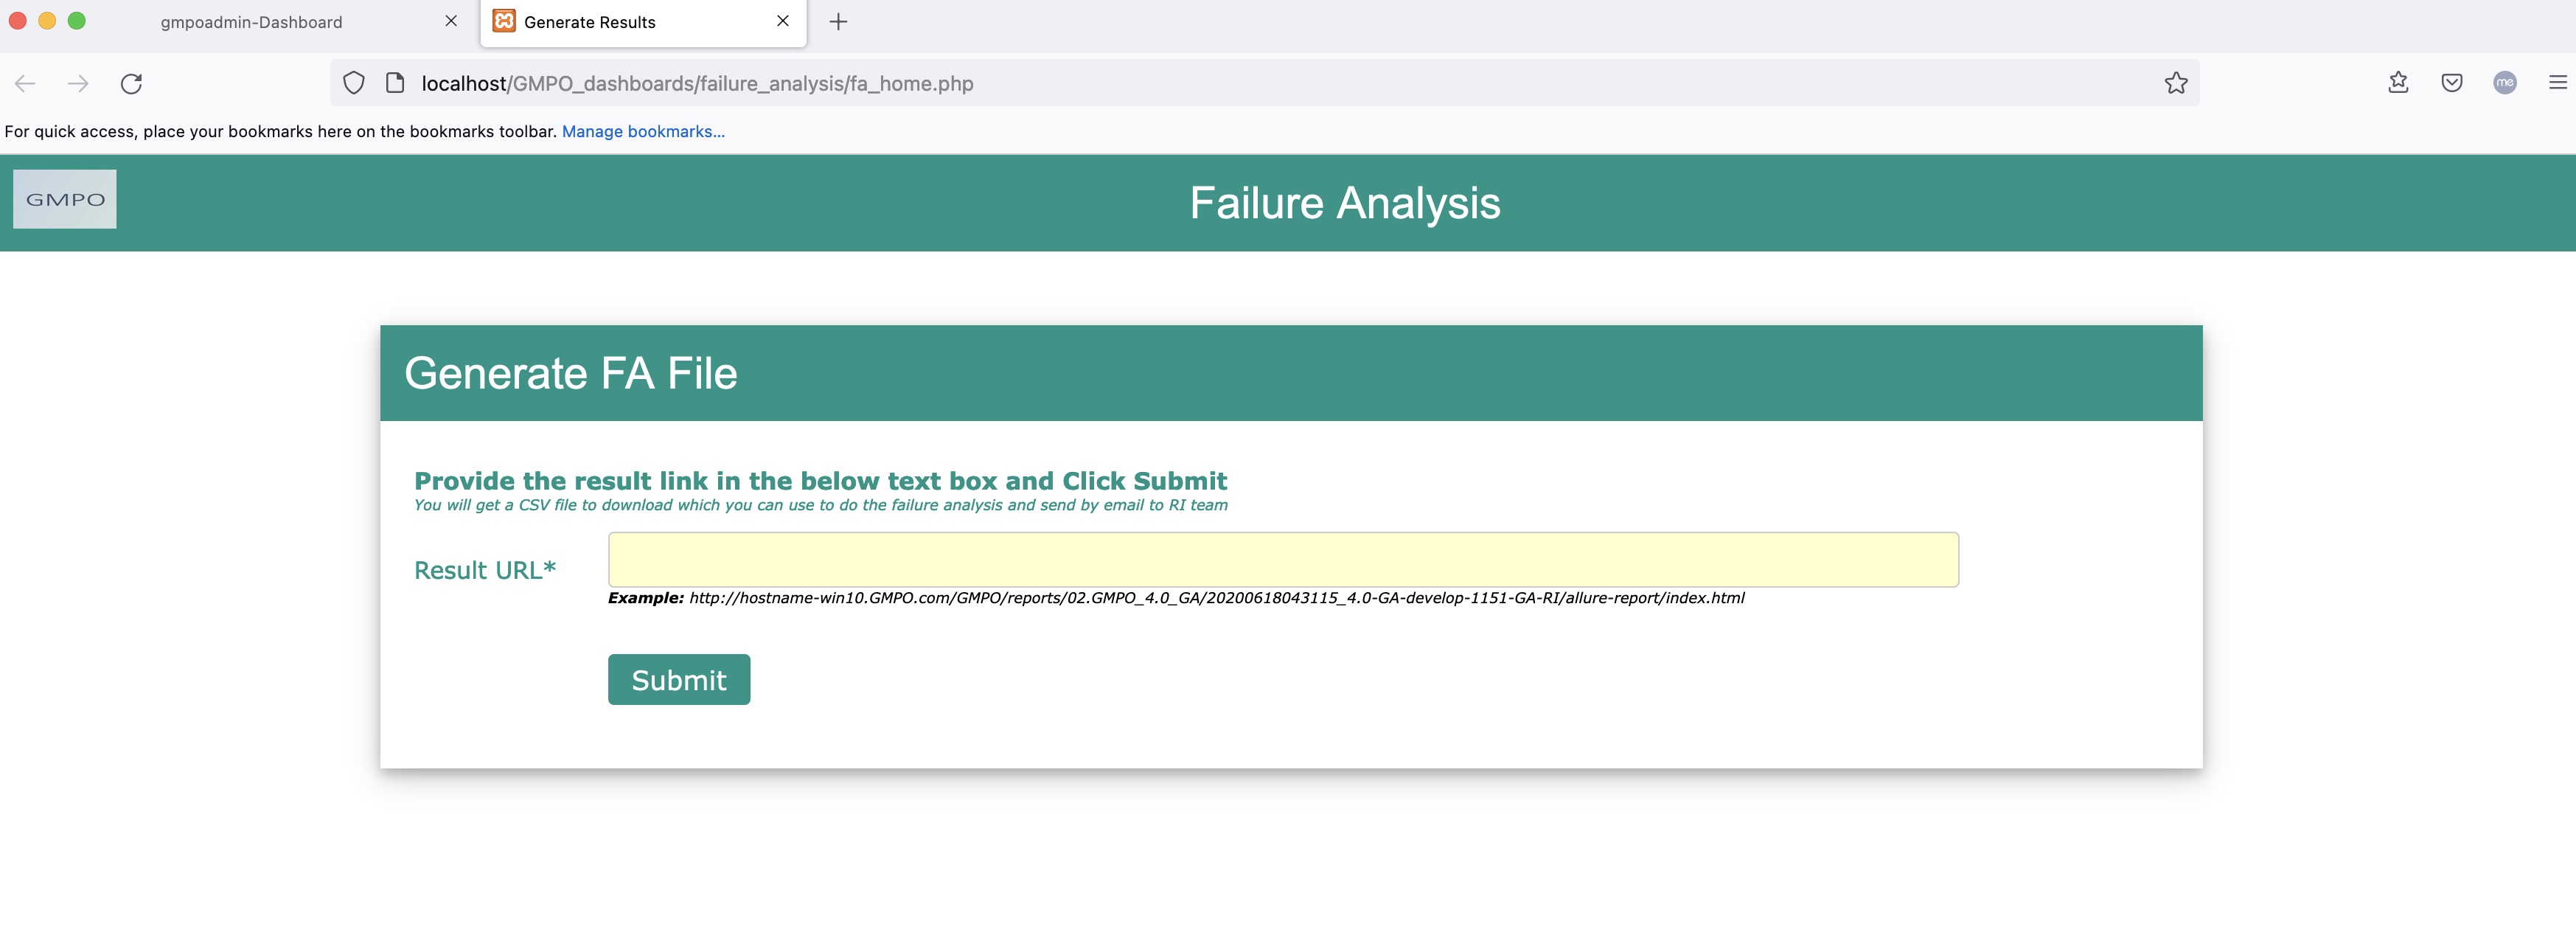 gmpoadmin-Dashboard
Generate Results
localhost/GMPO_dashboards/failure_analysis/fa_home.php
me
For quick access, place your bookmarks here on the bookmarks toolbar. Manage bookmarks...
GMPO
Failure Analysis
Generate FA File
Provide the result link in the below text box and Click Submit
You will get a CSV file to download which you can use to do the failure analysis and send by email to RI team
Result URL*
Example: http://hostname-win10.GMPO.com/GMPO/reports/02.GMPO_4.0_GA/20200618043115_4.0-GA-develop-1151-GA-RI/allure-report/index.html
Submit